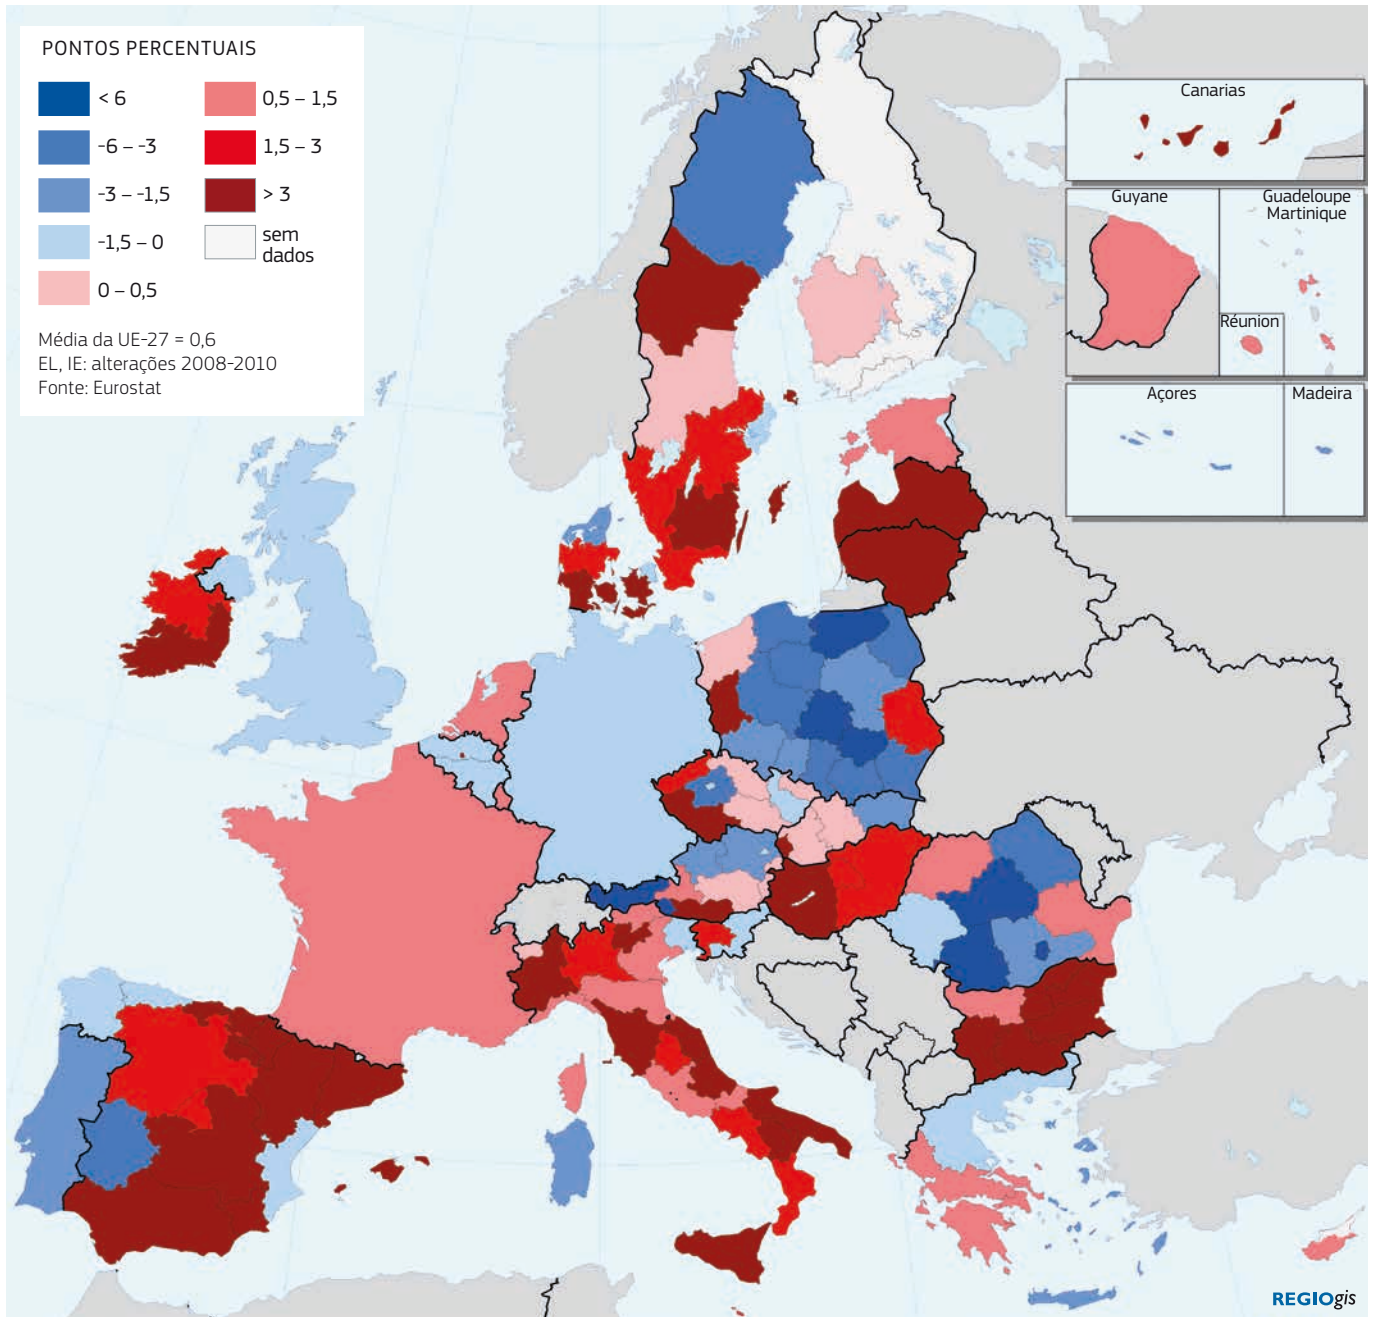 PONTOS PERCENTUAIS
< 6
-6 – -3
-3 – -1,5
-1,5 – 0
0 – 0,5
0,5 – 1,5
1,5 – 3
> 3
sem
dados
Média da UE-27 = 0,6
EL, IE: alterações 2008-2010
Fonte: Eurostat
Canarias
Guyane
Guadeloupe
Martinique
Réunion
Açores
Madeira
REGIOgis